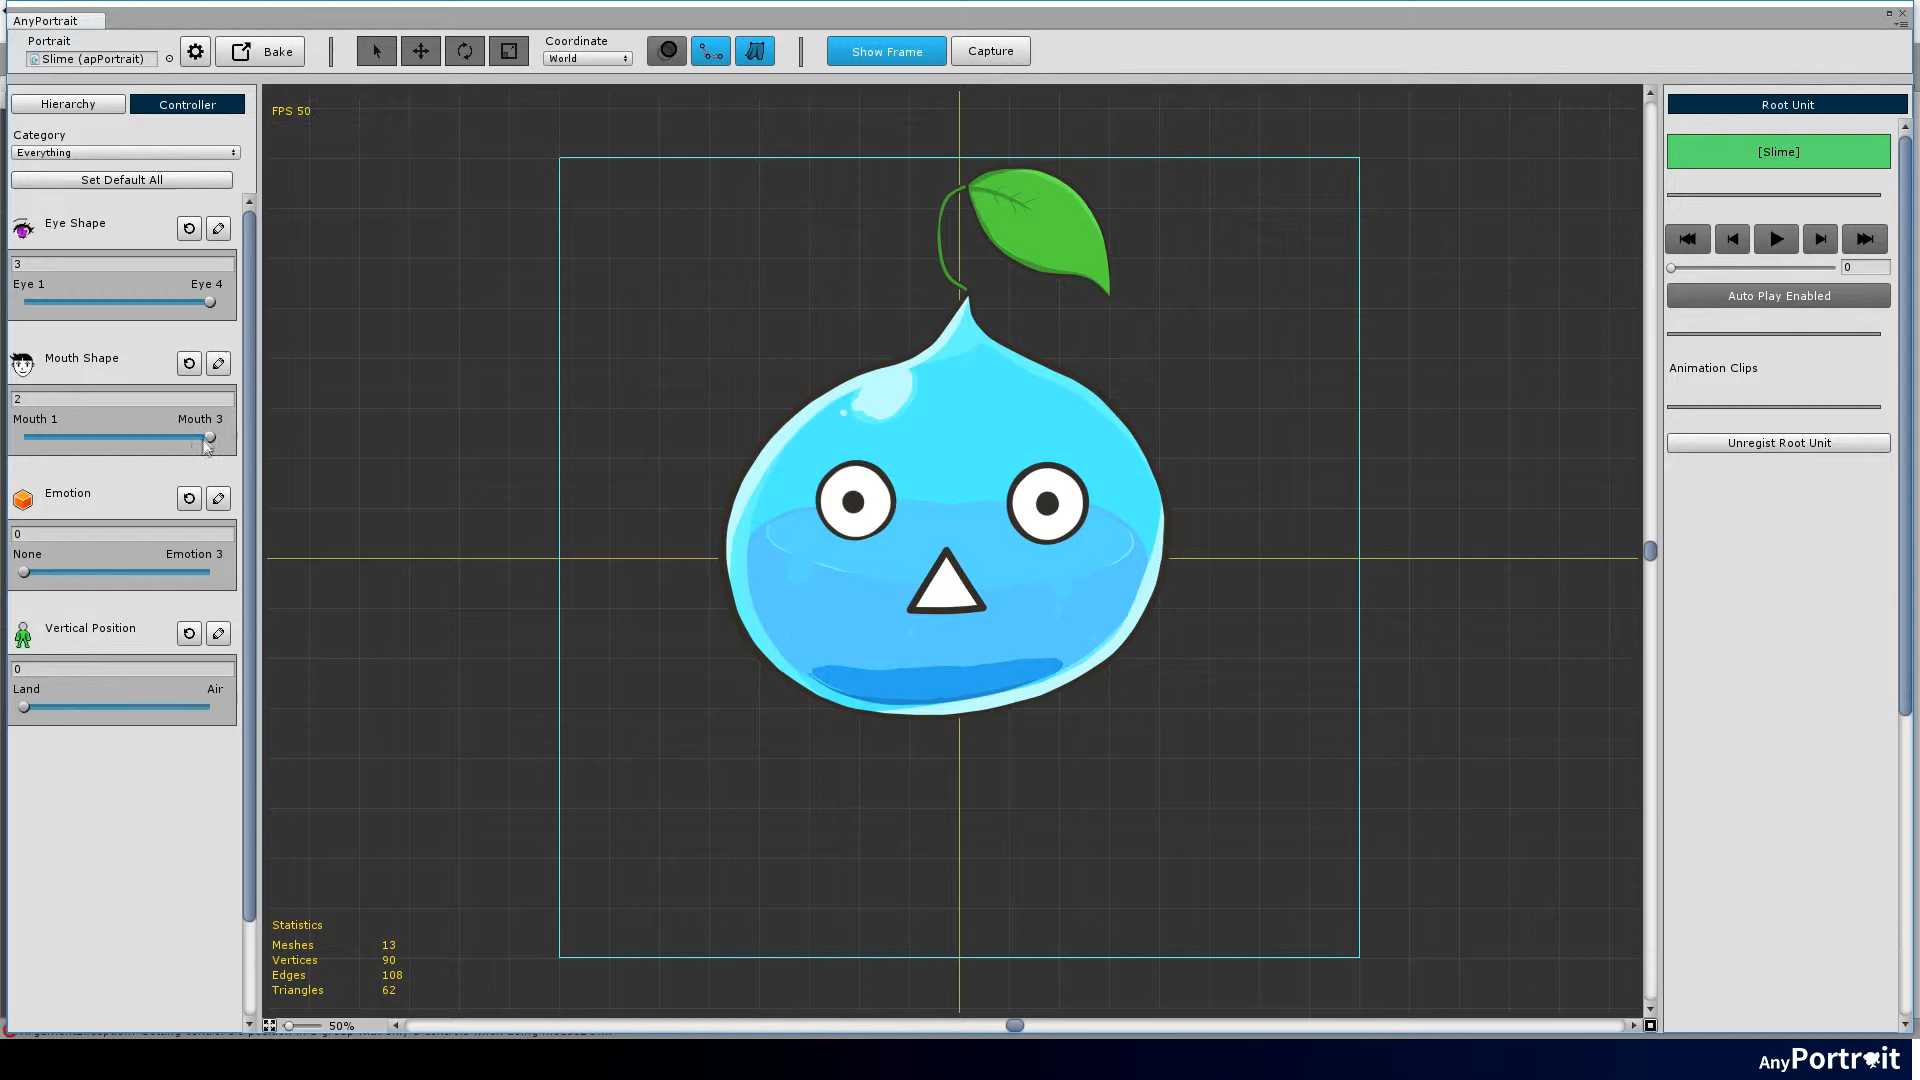 AnyPortrait
Portrait
Slime (apPortrait)
Bake
Coordinate
World
Show Frame
Capture
Hierarchy
Controller
Category
Everything
Set Default All
Eye Shape
3
Eye 1
Eye 4
Mouth Shape
2
Mouth 1
Mouth 3
Emotion
0
None
Emotion 3
Vertical Position
0
Land
Air
FPS 50
Statistics
Meshes 13
Vertices 90
Edges 108
Triangles 62
50%
Root Unit
[Slime]
0
Auto Play Enabled
Animation Clips
Unregist Root Unit
AnyPortrait